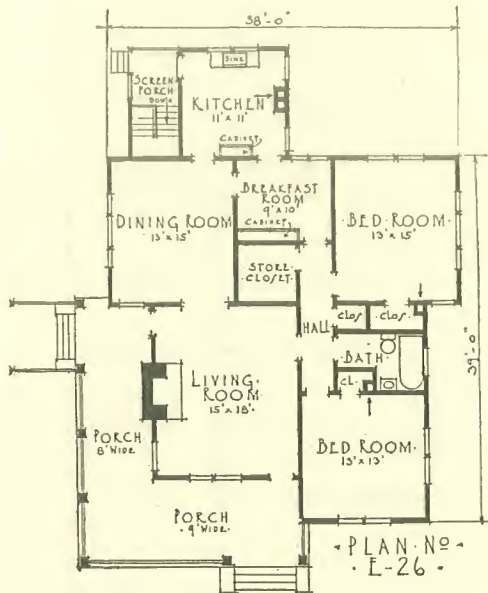 38'-0"
SINK
SCREEN
PORCH
DOWN
KITCHEN
11' x 11'
CABINET
BREAKFAST
ROOM
9' x 10'
CABINET
DINING ROOM
13' x 15'
BED ROOM
13' x 15'
STORE
CLOSET
CLOS
CLOS.
HALL
39'-0"
BATH
CL.
LIVING
ROOM
15' x 18'
BED ROOM
13' x 13'
PORCH
8' WIDE
PORCH
9' WIDE
PLAN Nº
E-26